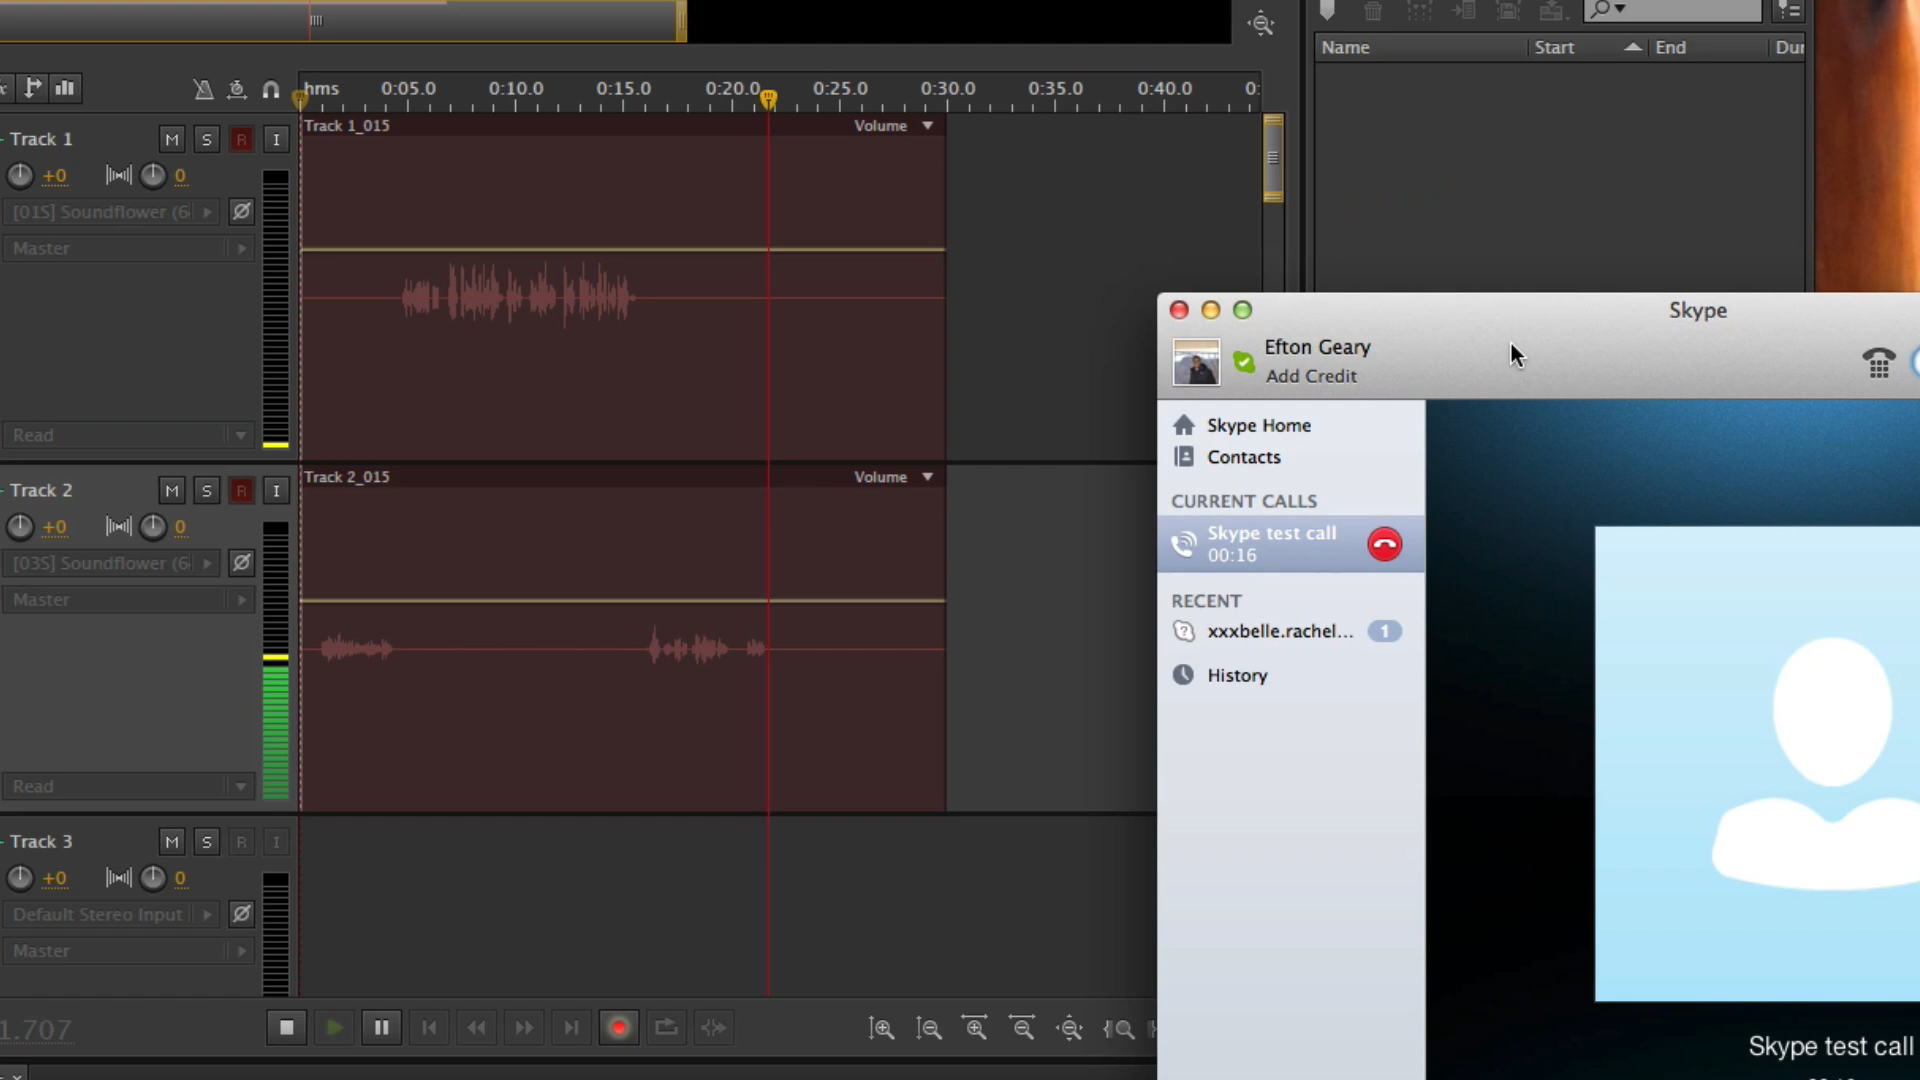 Name
Start
End
Dur
hms
0:05.0
0:10.0
0:15.0
0:20.0
0:25.0
0:30.0
0:35.0
0:40.0
0:
Track 1
M
S
R
I
Track 1_015
Volume
+0
0
[01S] Soundflower (6
Master
Read
Track 2
M
S
R
I
Track 2_015
Volume
+0
0
[03S] Soundflower (6
Master
Read
Track 3
M
S
R
I
+0
0
Default Stereo Input
Master
1.707
Skype
Efton Geary
Add Credit
Skype Home
Contacts
CURRENT CALLS
Skype test call
00:16
RECENT
xxxbelle.rachel...
1
History
Skype test call